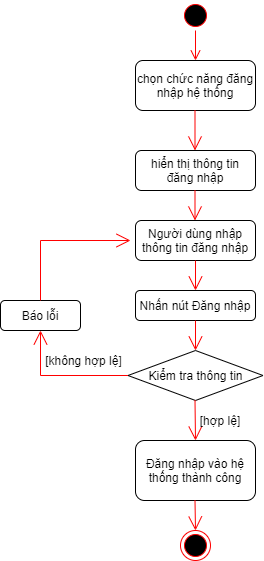 chọn chức năng đăng
nhập hệ thống
hiển thị thông tin
đăng nhập
Người dùng nhập
thông tin đăng nhập
Nhấn nút Đăng nhập
Báo lỗi
[không hợp lệ]
Kiểm tra thông tin
[hợp lệ]
Đăng nhập vào hệ
thống thành công